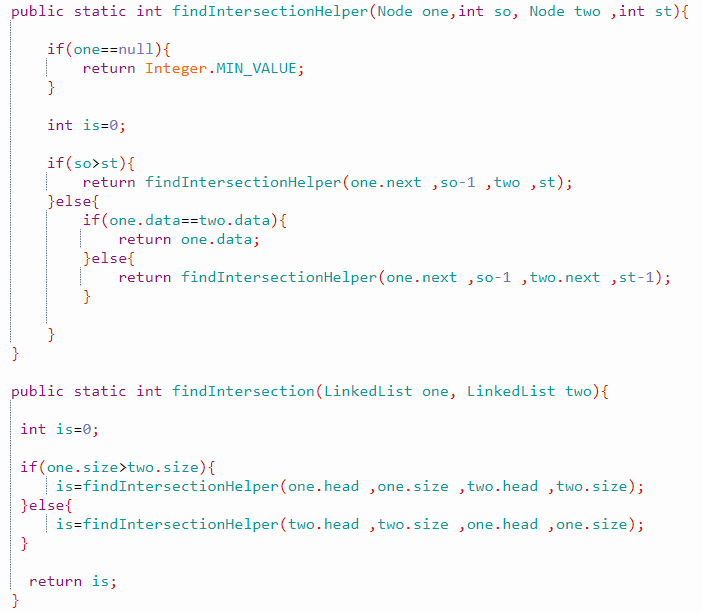 public static int findIntersectionHelper(Node one,int so, Node two ,int st){
if(one==null){
return Integer.MIN_VALUE;
}
int is=0;
if(so>st){
return findIntersectionHelper(one.next ,so-1 ,two ,st);
}else{
if(one.data==two.data){
return one.data;
}else{
return findIntersectionHelper(one.next ,so-1 ,two.next ,st-1);
}
}
}
public static int findIntersection(LinkedList one, LinkedList two){
int is=0;
if(one.size>two.size){
is=findIntersectionHelper(one.head ,one.size ,two.head ,two.size);
}else{
is=findIntersectionHelper(two.head ,two.size ,one.head ,one.size);
}
return is;
}